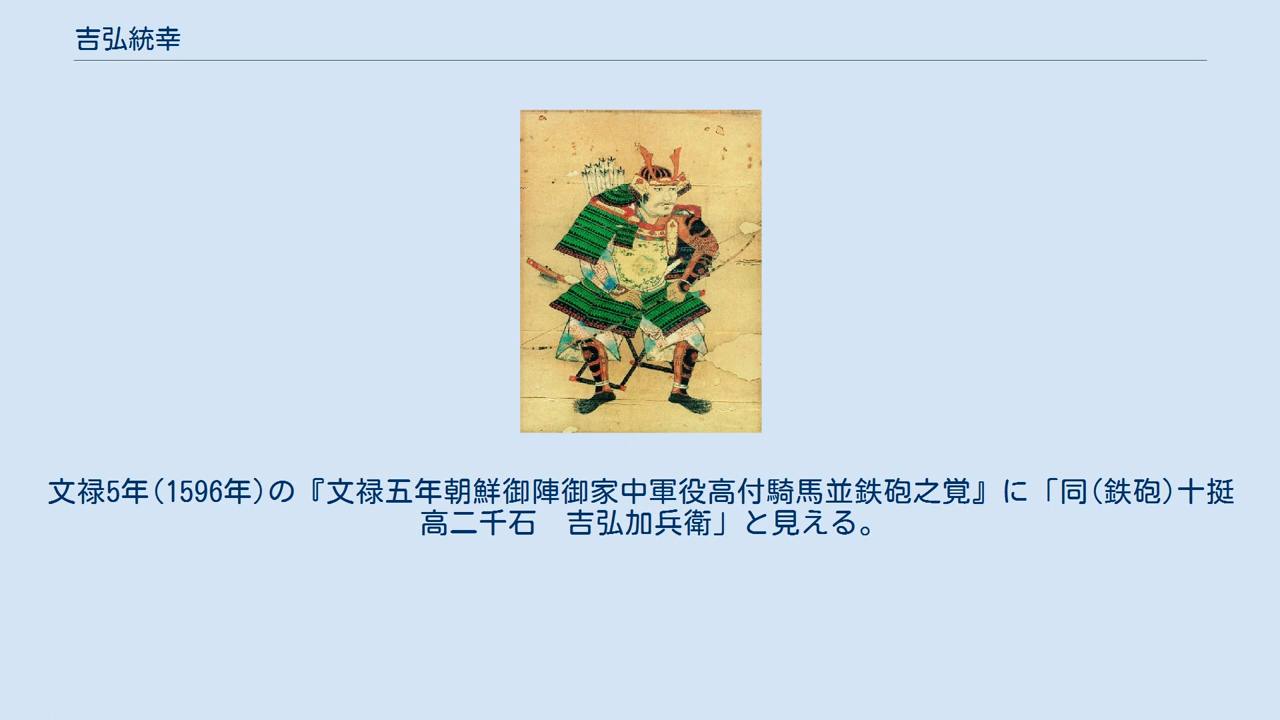 吉弘統幸
文禄5年(1596年)の『文禄五年朝鮮御陣御家中軍役高付騎馬並鉄砲之覚』に「同(鉄砲)十挺
高二千石　吉弘加兵衛」と見える。